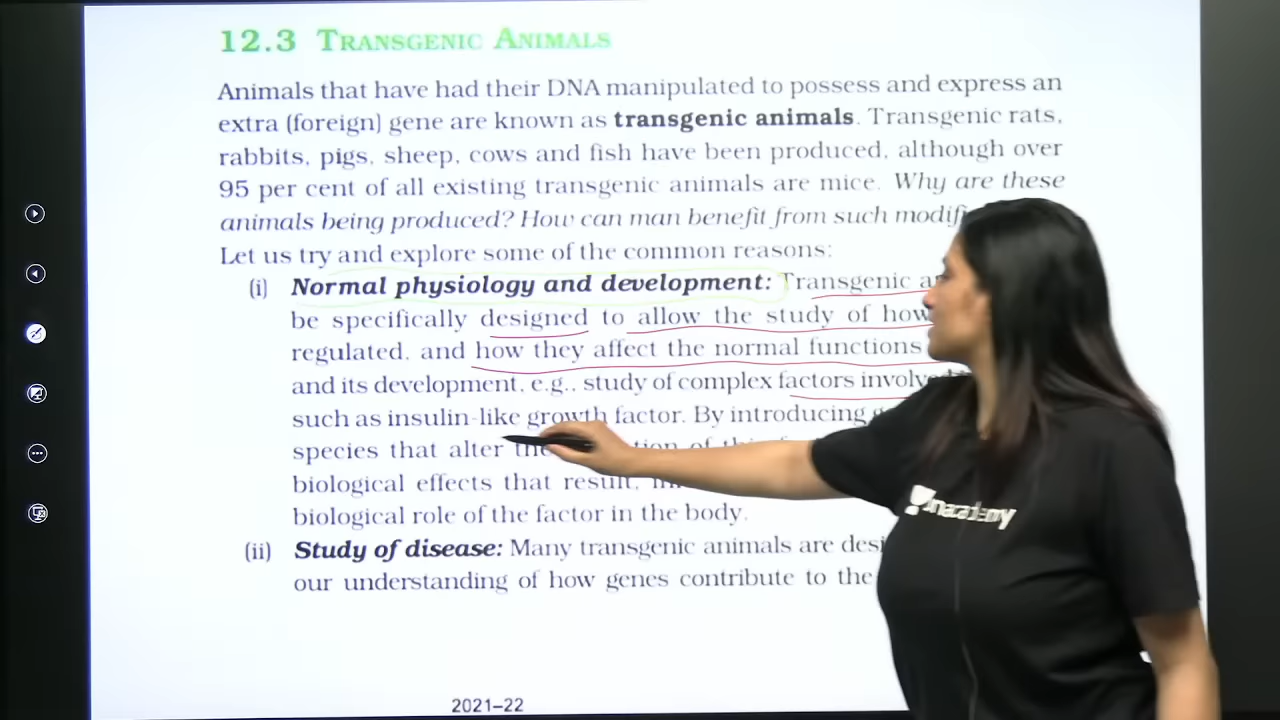 12.3 TRANSGENIC ANIMALS
Animals that have had their DNA manipulated to possess and express an
extra (foreign) gene are known as transgenic animals. Transgenic rats,
rabbits, pigs, sheep, cows and fish have been produced, although over
95 per cent of all existing transgenic animals are mice. Why are these
animals being produced? How can man benefit from such
Let us try and explore some of the common reasons:
(i) Normal physiology and development: Transgenic
be specifically designed to allow the study of how
regulated, and how they affect the normal functions
and its development, e.g., study of complex factors
such as insulin-like growth factor. By introducing
species that alter the of
biological effects that result,
biological role of the factor in the body.
(ii) Study of disease: Many transgenic animals are
our understanding of how genes contribute to the
unacademy
2021–22